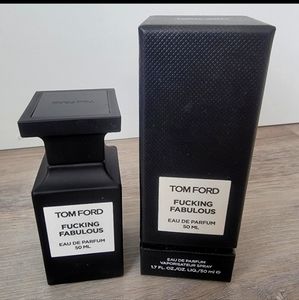 TOM FORD
FUCKING
FABULOUS
EAU DE PARFUM
50 ML
TOM FORD
FUCKING
FABULOUS
EAU DE PARFUM
50 ML
EAU DE PARFUM
VAPORISATEUR SPRAY
1.7 FL. OZ./OZ. LIQ./50 ml ℮